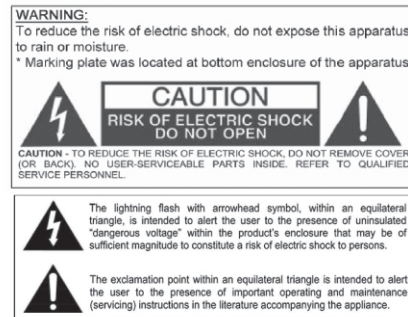 WARNING:
To reduce the risk of electric shock, do not expose this apparatus
to rain or moisture.
* Marking plate was located at bottom enclosure of the apparatus
CAUTION
RISK OF ELECTRIC SHOCK
DO NOT OPEN
CAUTION - TO REDUCE THE RISK OF ELECTRIC SHOCK, DO NOT REMOVE COVER
(OR BACK). NO USER-SERVICEABLE PARTS INSIDE. REFER TO QUALIFIED
SERVICE PERSONNEL.
The lightning flash with arrowhead symbol, within an equilateral
triangle, is intended to alert the user to the presence of uninsulated
"dangerous voltage" within the product's enclosure that may be of
sufficient magnitude to constitute a risk of electric shock to persons.
The exclamation point within an equilateral triangle is intended to alert
the user to the presence of important operating and maintenance
(servicing) instructions in the literature accompanying the appliance.